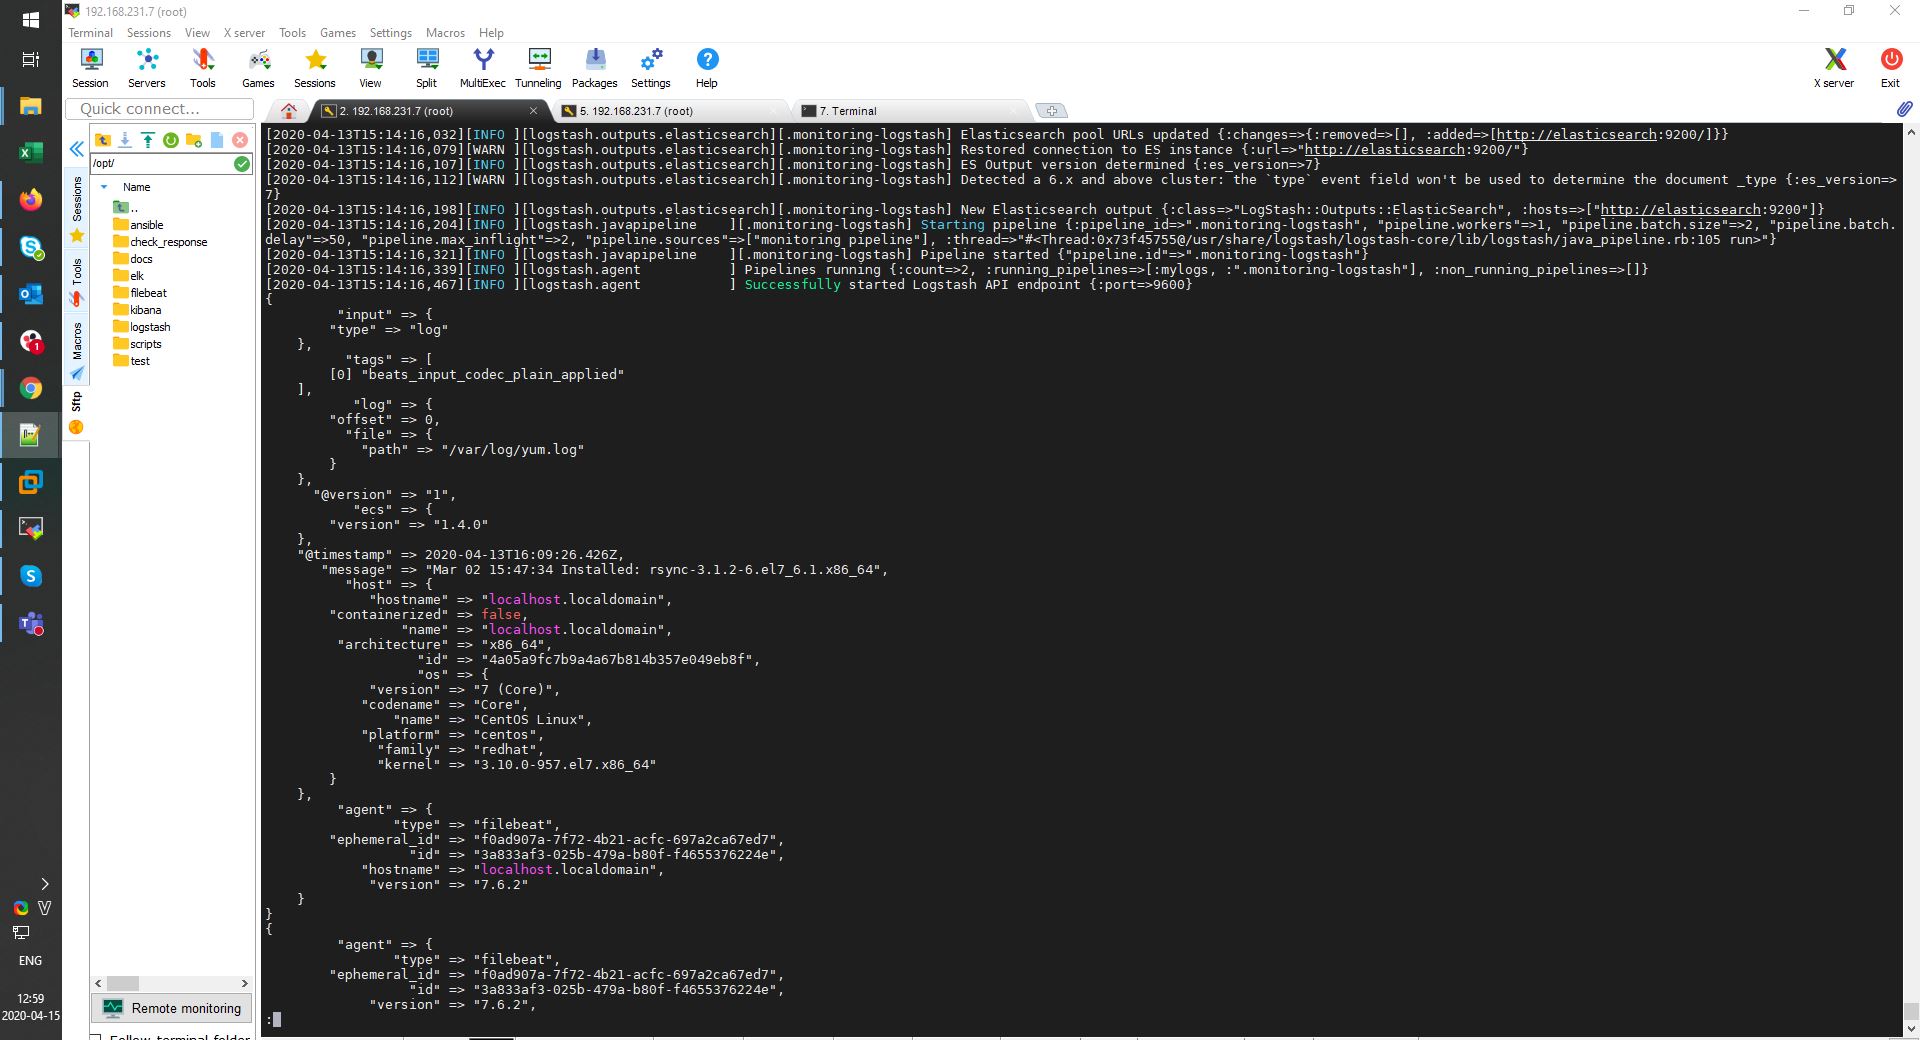 192.168.231.7 (root)
Terminal Sessions View X server Tools Games Settings Macros Help
Session Servers Tools Games Sessions View Split MultiExec Tunneling Packages Settings Help X server Exit
Quick connect...
2. 192.168.231.7 (root)
5. 192.168.231.7 (root)
7. Terminal
/opt/
Name
..
ansible
check_response
docs
elk
filebeat
kibana
logstash
scripts
test
Sessions
Tools
Macros
Sftp
[2020-04-13T15:14:16,032][INFO ][logstash.outputs.elasticsearch][.monitoring-logstash] Elasticsearch pool URLs updated {:changes=>{:removed=>[], :added=>[http://elasticsearch:9200/]}}
[2020-04-13T15:14:16,079][WARN ][logstash.outputs.elasticsearch][.monitoring-logstash] Restored connection to ES instance {:url=>"http://elasticsearch:9200/"}
[2020-04-13T15:14:16,107][INFO ][logstash.outputs.elasticsearch][.monitoring-logstash] ES Output version determined {:es_version=>7}
[2020-04-13T15:14:16,112][WARN ][logstash.outputs.elasticsearch][.monitoring-logstash] Detected a 6.x and above cluster: the `type` event field won't be used to determine the document _type {:es_version=>
7}
[2020-04-13T15:14:16,198][INFO ][logstash.outputs.elasticsearch][.monitoring-logstash] New Elasticsearch output {:class=>"LogStash::Outputs::ElasticSearch", :hosts=>["http://elasticsearch:9200"]}
[2020-04-13T15:14:16,204][INFO ][logstash.javapipeline    ][.monitoring-logstash] Starting pipeline {:pipeline_id=>".monitoring-logstash", "pipeline.workers"=>1, "pipeline.batch.size"=>2, "pipeline.batch.
delay"=>50, "pipeline.max_inflight"=>2, "pipeline.sources"=>["monitoring pipeline"], :thread=>"#<Thread:0x73f45755@/usr/share/logstash/logstash-core/lib/logstash/java_pipeline.rb:105 run>"}
[2020-04-13T15:14:16,321][INFO ][logstash.javapipeline    ][.monitoring-logstash] Pipeline started {"pipeline.id"=>".monitoring-logstash"}
[2020-04-13T15:14:16,339][INFO ][logstash.agent           ] Pipelines running {:count=>2, :running_pipelines=>[:mylogs, :".monitoring-logstash"], :non_running_pipelines=>[]}
[2020-04-13T15:14:16,467][INFO ][logstash.agent           ] Successfully started Logstash API endpoint {:port=>9600}
{
"input" => {
"type" => "log"
},
"tags" => [
[0] "beats_input_codec_plain_applied"
],
"log" => {
"offset" => 0,
"file" => {
"path" => "/var/log/yum.log"
}
},
"@version" => "1",
"ecs" => {
"version" => "1.4.0"
},
"@timestamp" => 2020-04-13T16:09:26.426Z,
"message" => "Mar 02 15:47:34 Installed: rsync-3.1.2-6.el7_6.1.x86_64",
"host" => {
"hostname" => "localhost.localdomain",
"containerized" => false,
"name" => "localhost.localdomain",
"architecture" => "x86_64",
"id" => "4a05a9fc7b9a4a67b814b357e049eb8f",
"os" => {
"version" => "7 (Core)",
"codename" => "Core",
"name" => "CentOS Linux",
"platform" => "centos",
"family" => "redhat",
"kernel" => "3.10.0-957.el7.x86_64"
}
},
"agent" => {
"type" => "filebeat",
"ephemeral_id" => "f0ad907a-7f72-4b21-acfc-697a2ca67ed7",
"id" => "3a833af3-025b-479a-b80f-f4655376224e",
"hostname" => "localhost.localdomain",
"version" => "7.6.2"
}
}
{
"agent" => {
"type" => "filebeat",
"ephemeral_id" => "f0ad907a-7f72-4b21-acfc-697a2ca67ed7",
"id" => "3a833af3-025b-479a-b80f-f4655376224e",
"version" => "7.6.2",
:
Remote monitoring
Follow terminal folder
ENG
12:59
2020-04-15
1